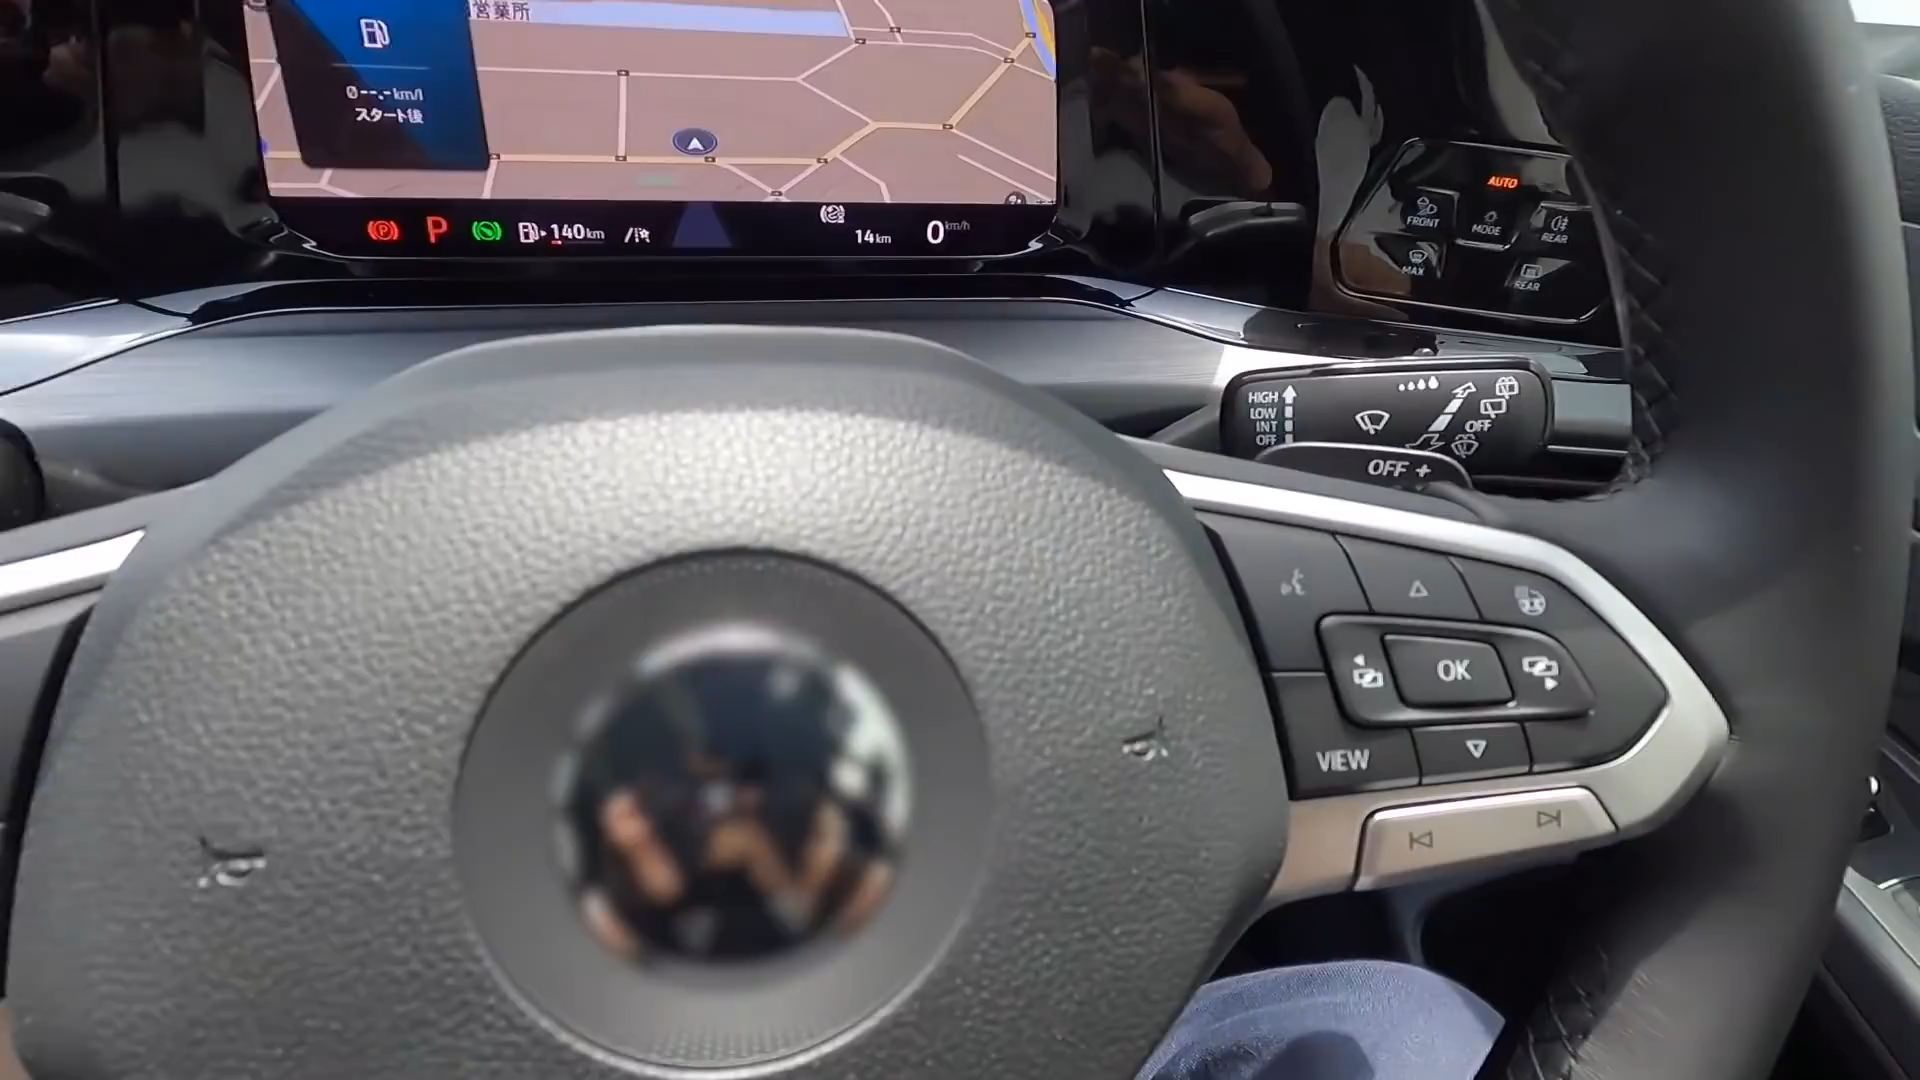 営業所
0--.-km/l
スタート後
P
P
140km
14km
0km/h
AUTO
FRONT
MODE
REAR
MAX
REAR
HIGH
LOW
INT
OFF
OFF
OFF +
OK
VIEW